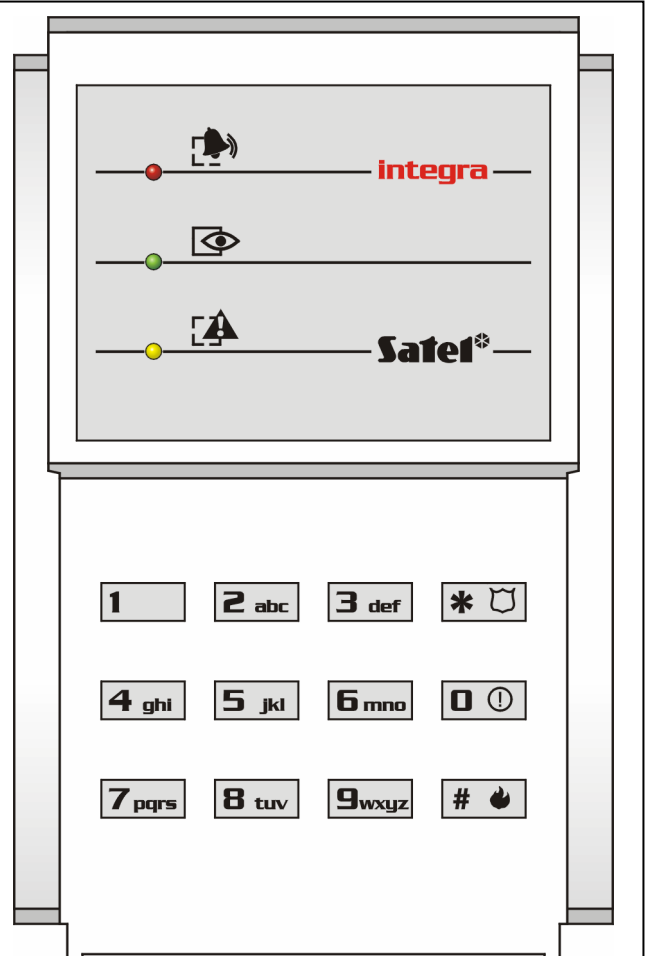 integra
Satel*
1 2 abc 3 def *
4 ghi 5 jkl 6 mno 0
7 pqrs 8 tuv 9 wxyz #